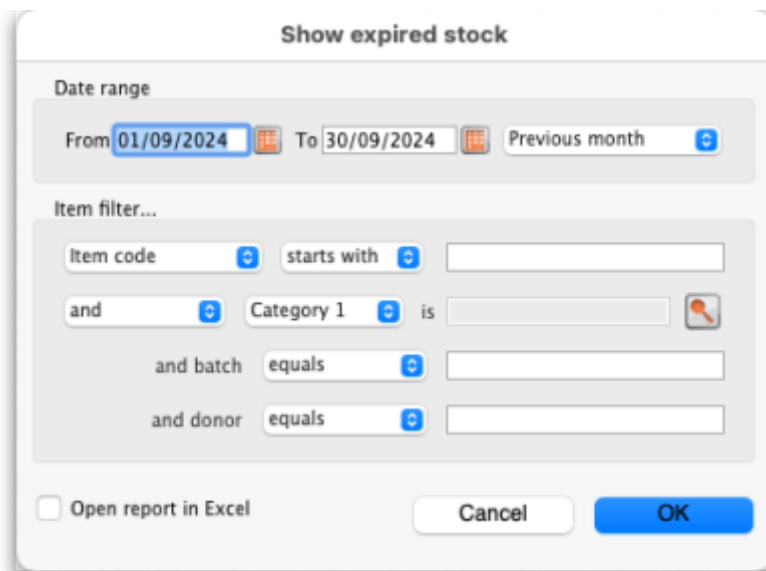 Show expired stock
Date range
From 01/09/2024 To 30/09/2024 Previous month
Item filter...
Item code starts with
and Category 1 is
and batch equals
and donor equals
Open report in Excel Cancel OK